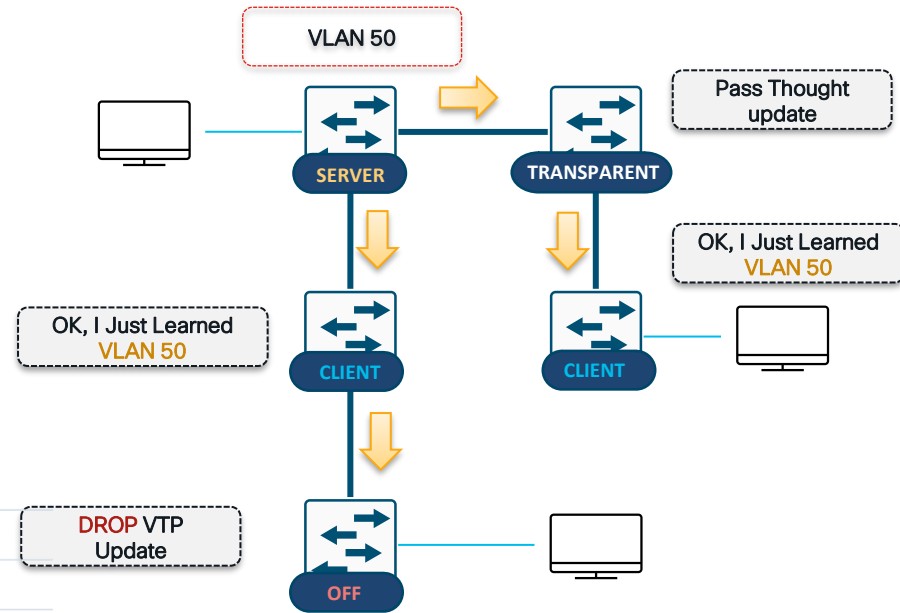 VLAN 50
Pass Thought
update
SERVER
TRANSPARENT
OK, I Just Learned
VLAN 50
OK, I Just Learned
VLAN 50
CLIENT
CLIENT
DROP VTP
Update
OFF